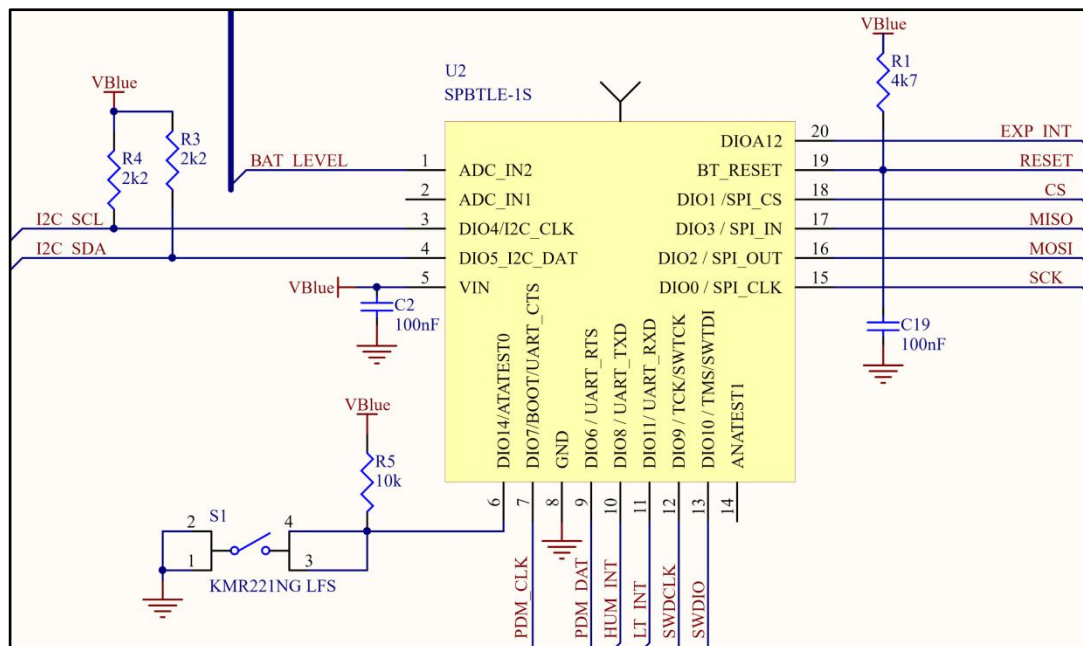 VBlue
R4
2k2
R3
2k2
I2C_SCL
I2C_SDA
BAT_LEVEL
VBlue
C2
100nF
VBlue
R5
10k
S1
2
1
4
3
KMR221NG LFS
U2
SPBTLE-1S
1 ADC_IN2
2 ADC_IN1
3 DIO4/I2C_CLK
4 DIO5_I2C_DAT
5 VIN
DIOA12 20 EXP_INT
BT_RESET 19 RESET
DIO1 /SPI_CS 18 CS
DIO3 / SPI_IN 17 MISO
DIO2 / SPI_OUT 16 MOSI
DIO0 / SPI_CLK 15 SCK
DIO14/ATATEST0 6
DIO7/BOOT/UART_CTS 7 PDM_CLK
GND 8
DIO6 / UART_RTS 9 PDM_DAT
DIO8 / UART_TXD 10 HUM_INT
DIO11/ UART_RXD 11 LT_INT
DIO9 / TCK/SWTCK 12 SWDCLK
DIO10 / TMS/SWTDI 13 SWDIO
ANATEST1 14
VBlue
R1
4k7
C19
100nF